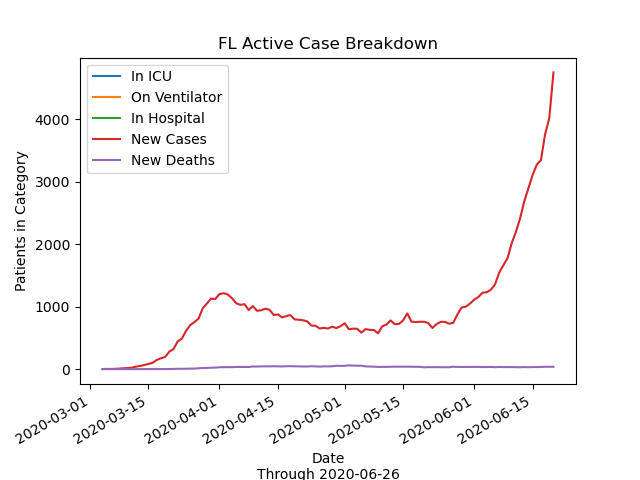 FL Active Case Breakdown
In ICU
On Ventilator
In Hospital
New Cases
New Deaths
Patients in Category
4000
3000
2000
1000
0
2020-03-01
2020-03-15
2020-04-01
2020-04-15
2020-05-01
2020-05-15
2020-06-01
2020-06-15
Date
Through 2020-06-26